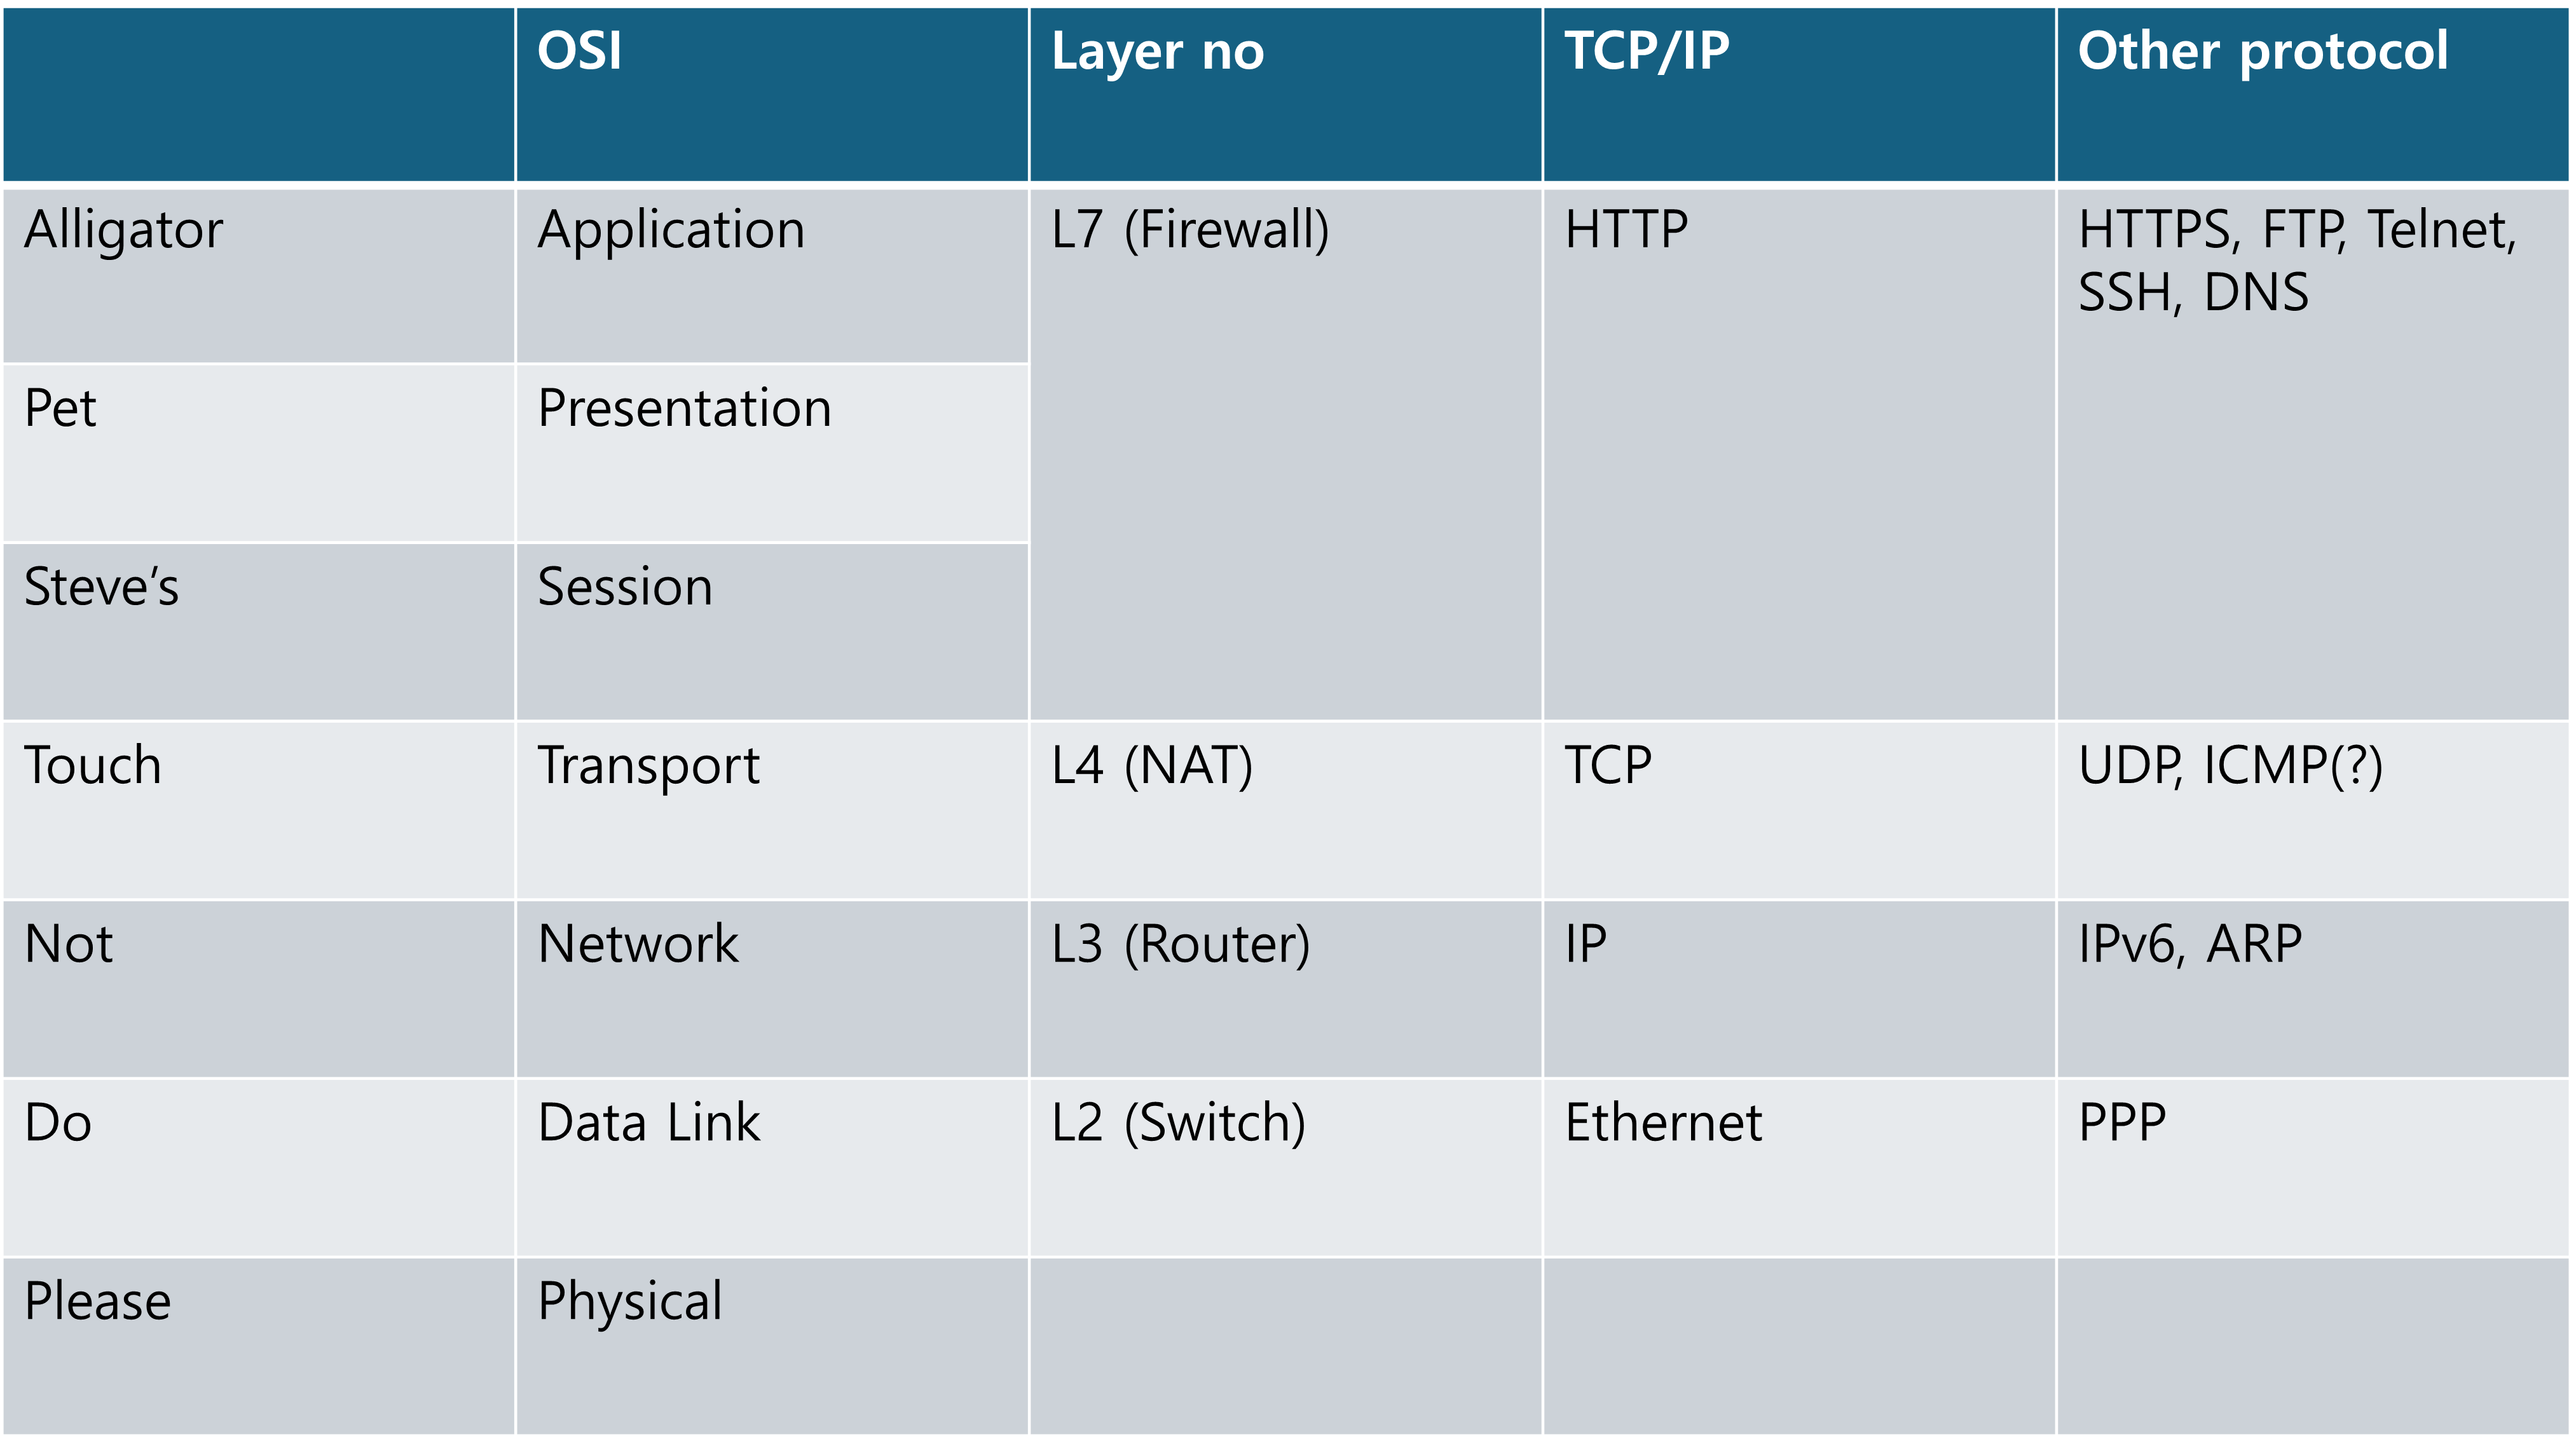 OSI
Layer no
TCP/IP
Other protocol
Alligator
Application
L7 (Firewall)
HTTP
HTTPS, FTP, Telnet,
SSH, DNS
Pet
Presentation
Steve’s
Session
Touch
Transport
L4 (NAT)
TCP
UDP, ICMP(?)
Not
Network
L3 (Router)
IP
IPv6, ARP
Do
Data Link
L2 (Switch)
Ethernet
PPP
Please
Physical